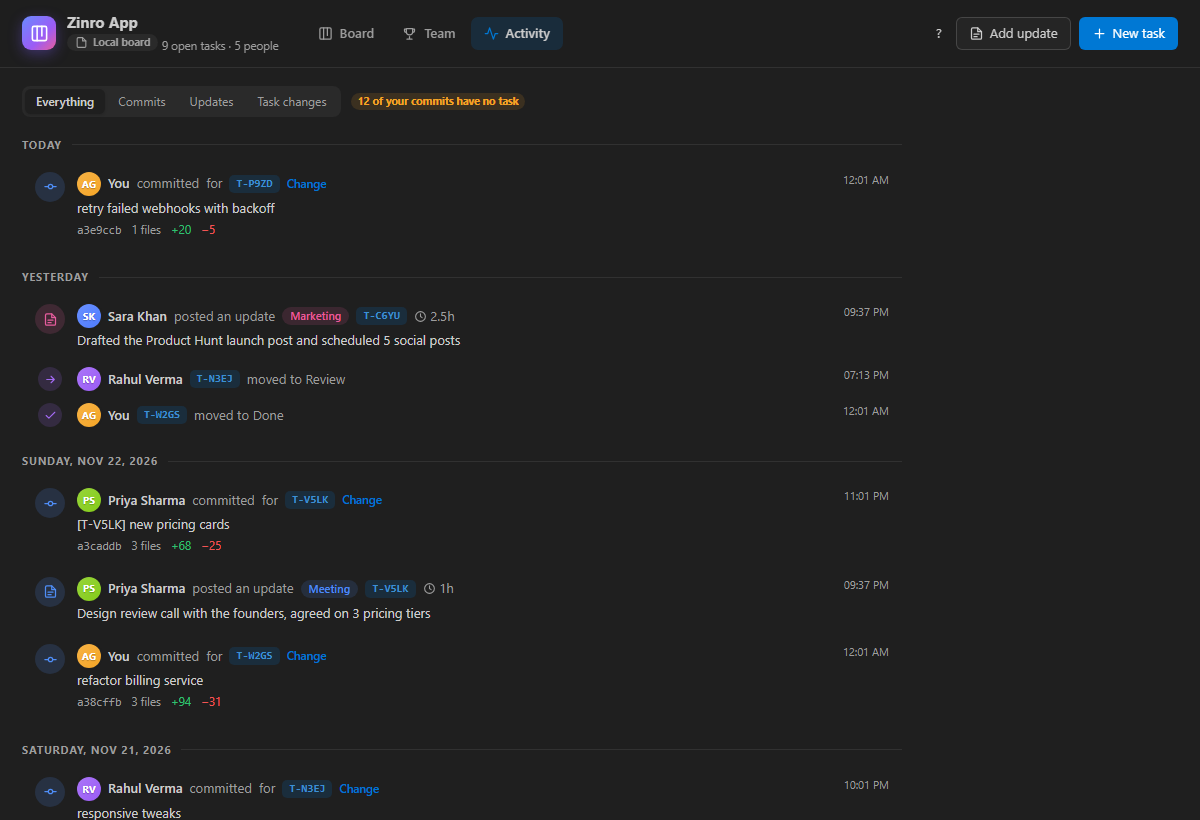 Zinro App
Local board 9 open tasks · 5 people
Board Team Activity
? Add update + New task
Everything Commits Updates Task changes 12 of your commits have no task
TODAY
AG You committed for T-P9ZD Change 12:01 AM
retry failed webhooks with backoff
a3e9ccb 1 files +20 −5
YESTERDAY
SK Sara Khan posted an update Marketing T-C6YU 2.5h 09:37 PM
Drafted the Product Hunt launch post and scheduled 5 social posts
RV Rahul Verma T-N3EJ moved to Review 07:13 PM
AG You T-W2GS moved to Done 12:01 AM
SUNDAY, NOV 22, 2026
PS Priya Sharma committed for T-V5LK Change 11:01 PM
[T-V5LK] new pricing cards
a3caddb 3 files +68 −25
PS Priya Sharma posted an update Meeting T-V5LK 1h 09:37 PM
Design review call with the founders, agreed on 3 pricing tiers
AG You committed for T-W2GS Change 12:01 AM
refactor billing service
a38cffb 3 files +94 −31
SATURDAY, NOV 21, 2026
RV Rahul Verma committed for T-N3EJ Change 10:01 PM
responsive tweaks